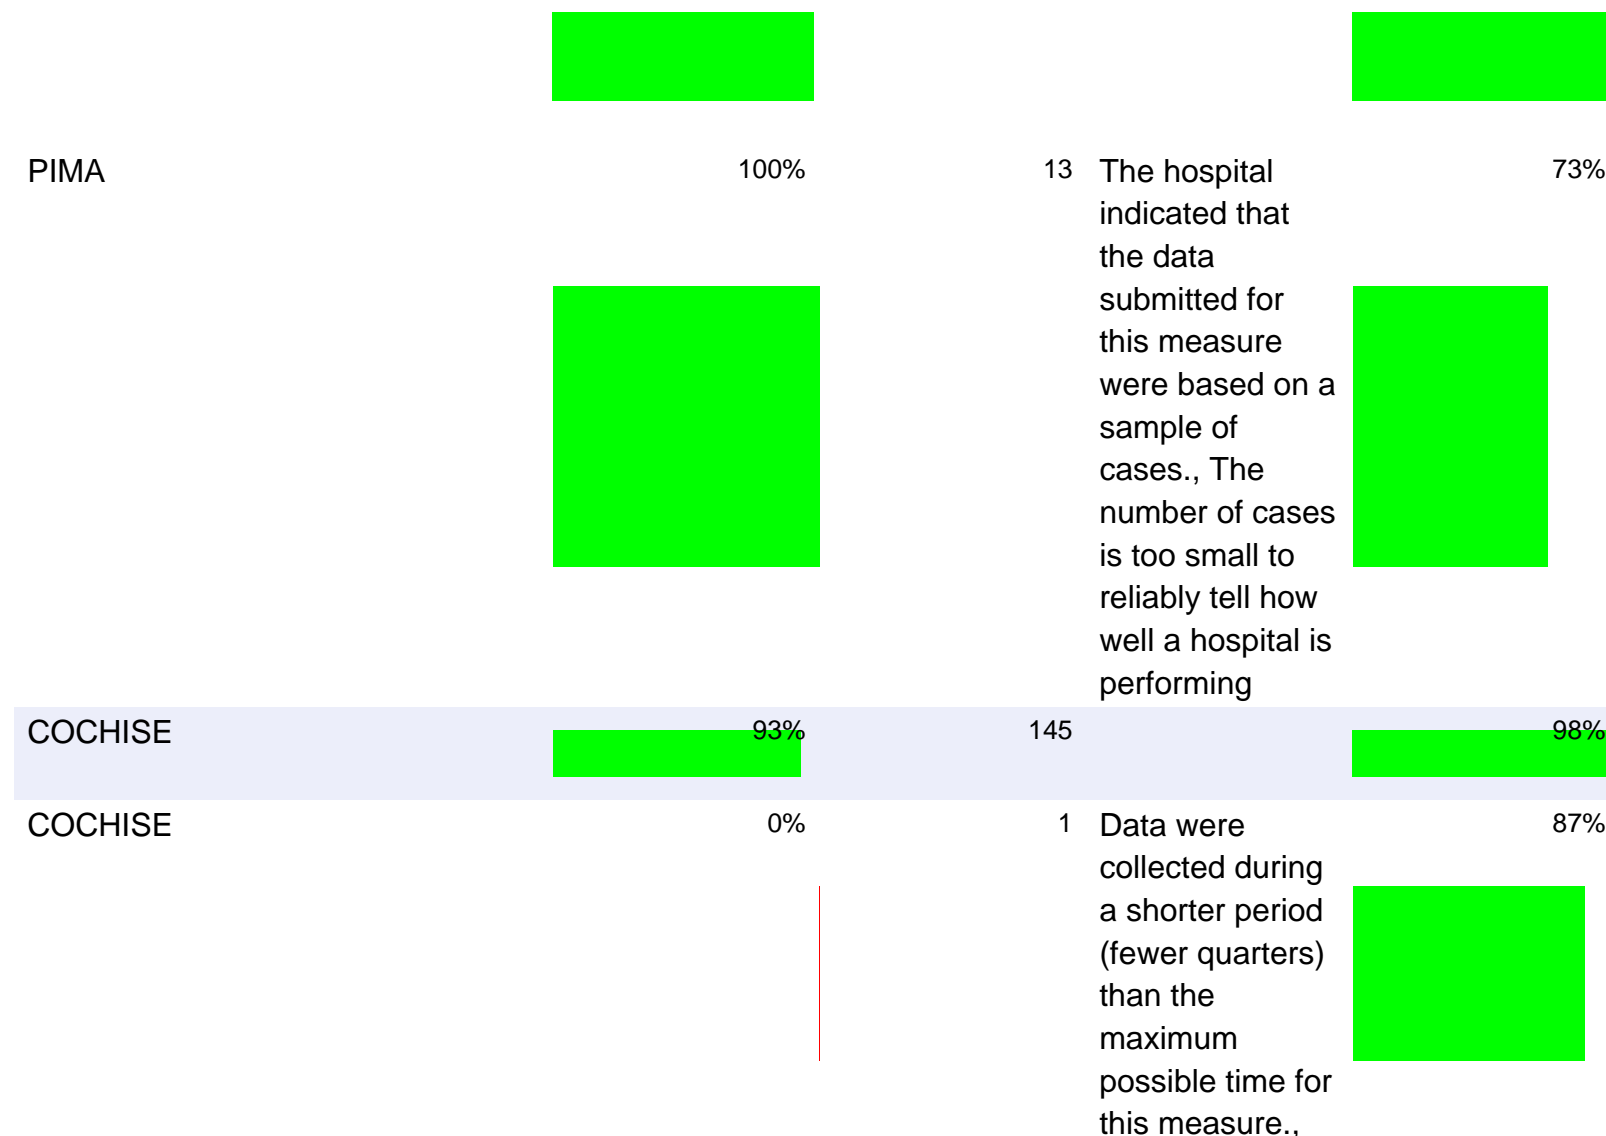 PIMA 100% 13 The hospital 73%
indicated that
the data
submitted for
this measure
were based on a
sample of
cases., The
number of cases
is too small to
reliably tell how
well a hospital is
performing
COCHISE 93% 145 98%
COCHISE 0% 1 Data were 87%
collected during
a shorter period
(fewer quarters)
than the
maximum
possible time for
this measure.,